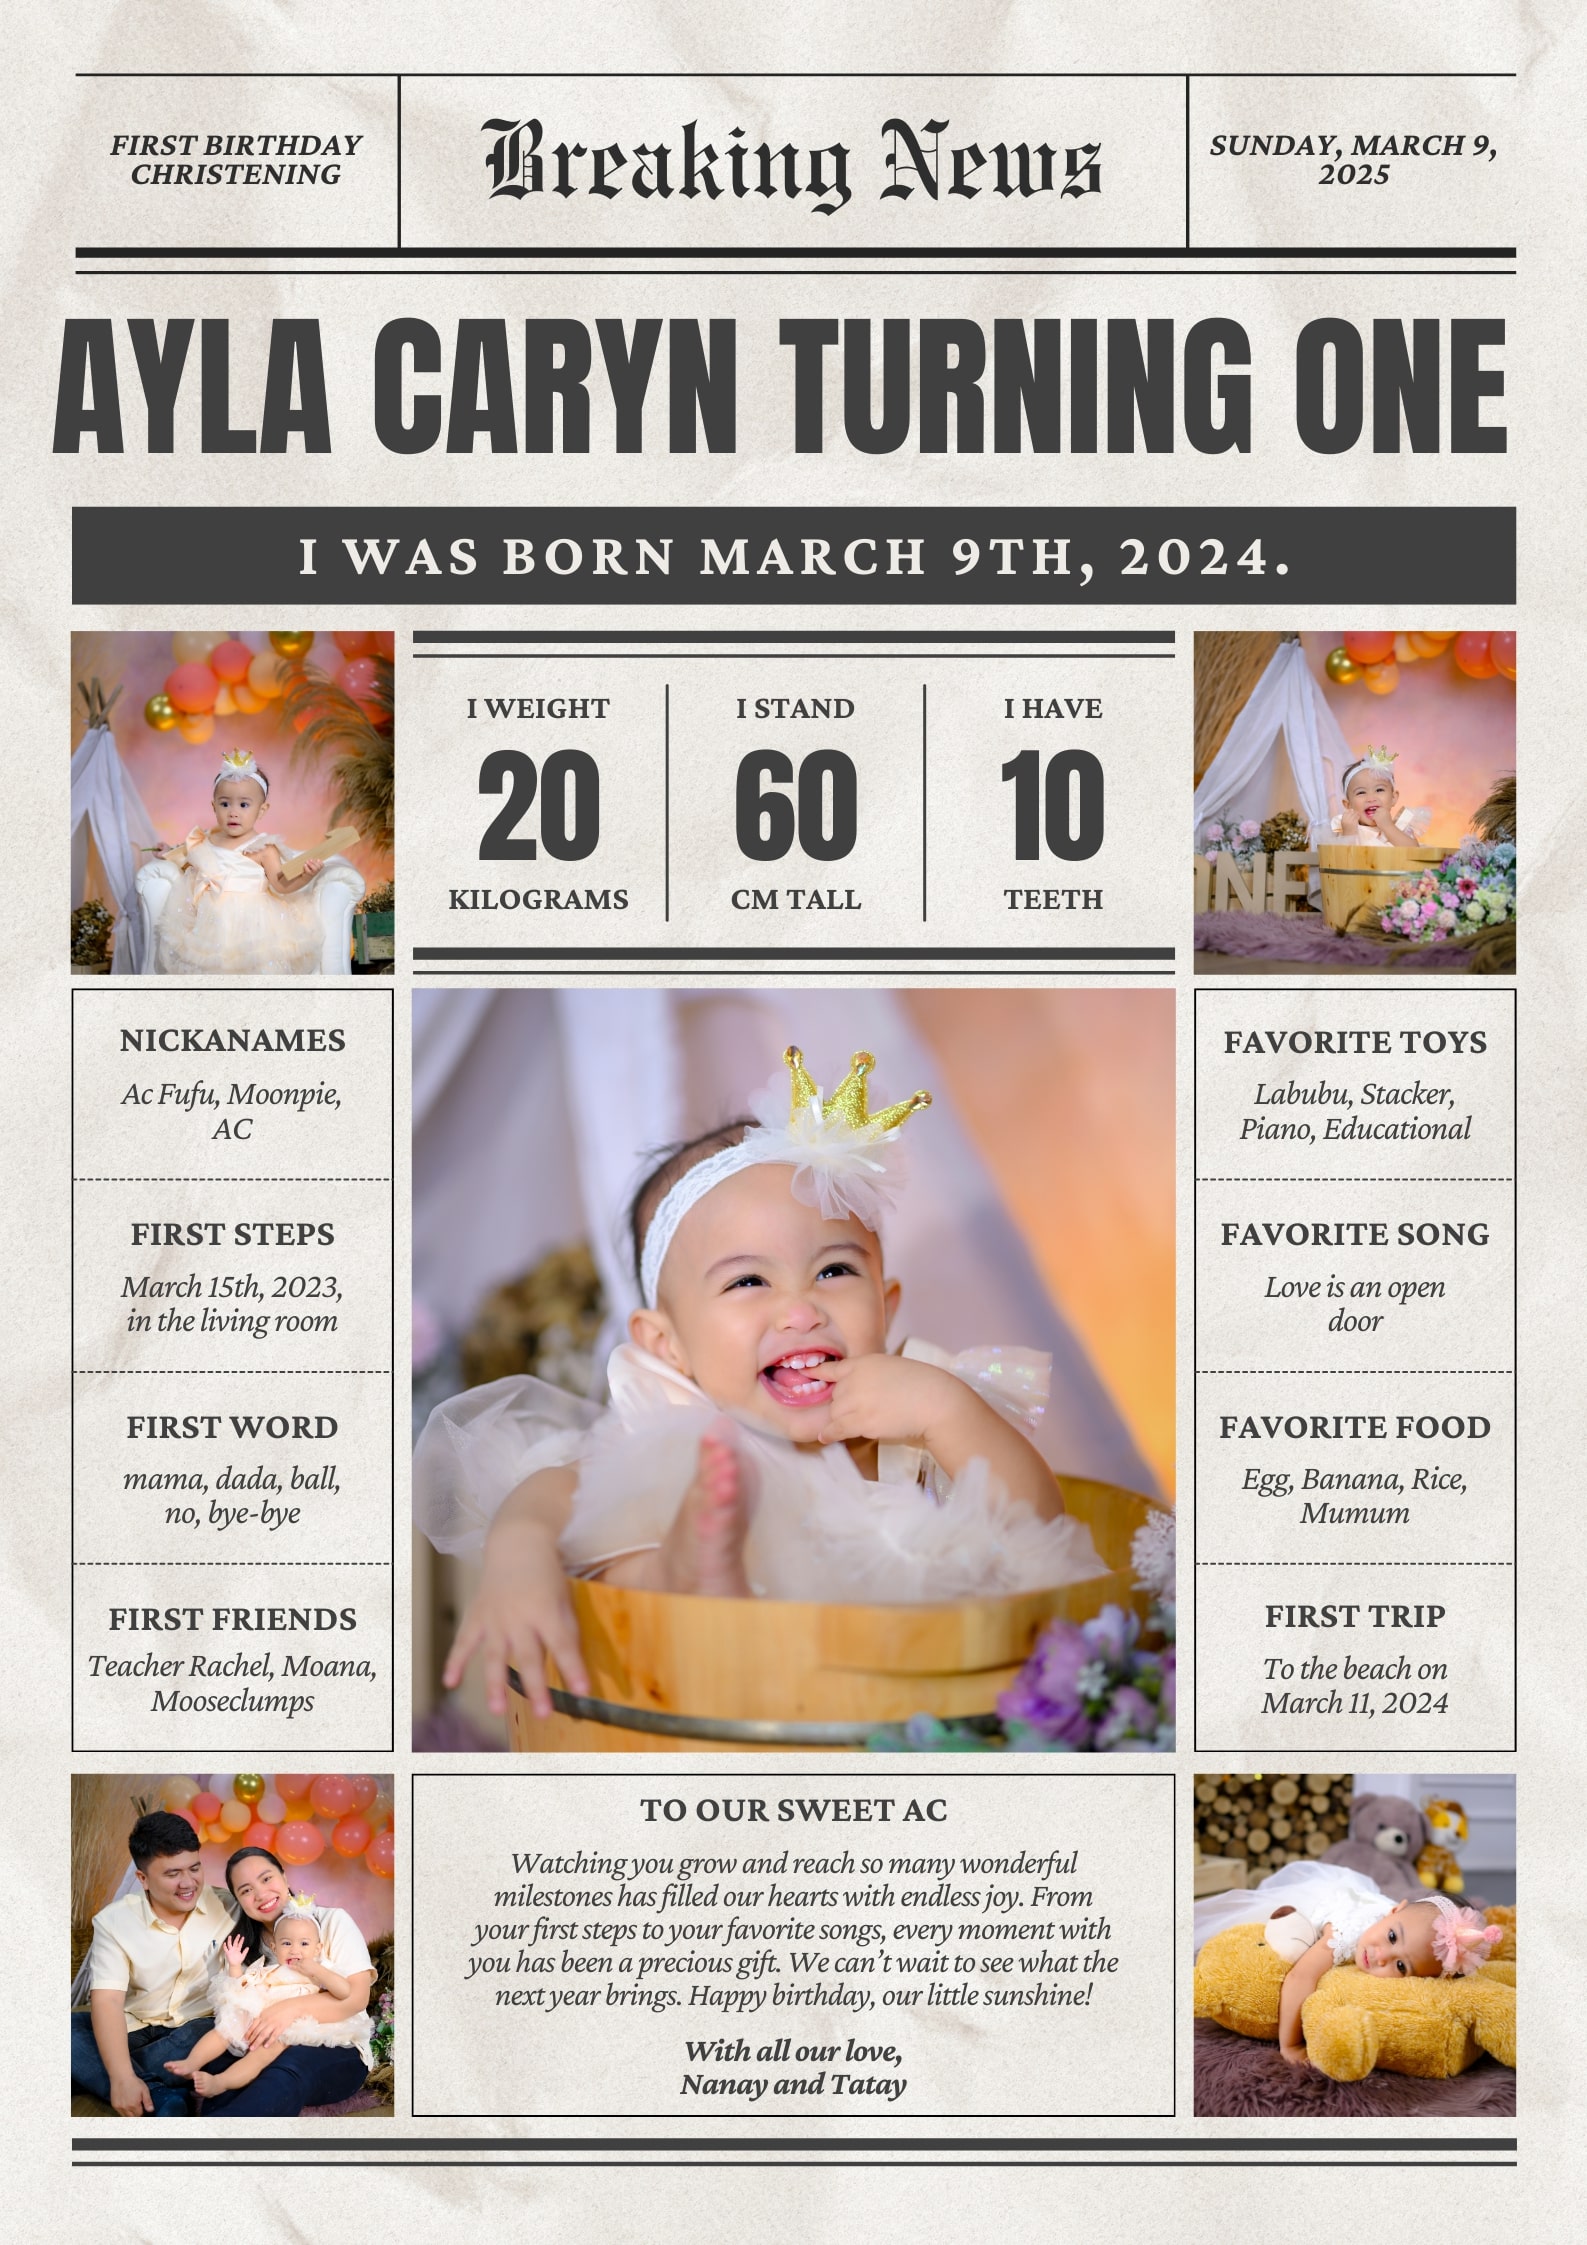 FIRST BIRTHDAY
CHRISTENING
Breaking News
SUNDAY, MARCH 9,
2025
AYLA CARYN TURNING ONE
I WAS BORN MARCH 9TH, 2024.
I WEIGHT
20
KILOGRAMS
I STAND
60
CM TALL
I HAVE
10
TEETH
ONE
NICKANAMES
Ac Fufu, Moonpie,
AC
FIRST STEPS
March 15th, 2023,
in the living room
FIRST WORD
mama, dada, ball,
no, bye-bye
FIRST FRIENDS
Teacher Rachel, Moana,
Mooseclumps
FAVORITE TOYS
Labubu, Stacker,
Piano, Educational
FAVORITE SONG
Love is an open
door
FAVORITE FOOD
Egg, Banana, Rice,
Mumum
FIRST TRIP
To the beach on
March 11, 2024
TO OUR SWEET AC
Watching you grow and reach so many wonderful
milestones has filled our hearts with endless joy. From
your first steps to your favorite songs, every moment with
you has been a precious gift. We can’t wait to see what the
next year brings. Happy birthday, our little sunshine!
With all our love,
Nanay and Tatay